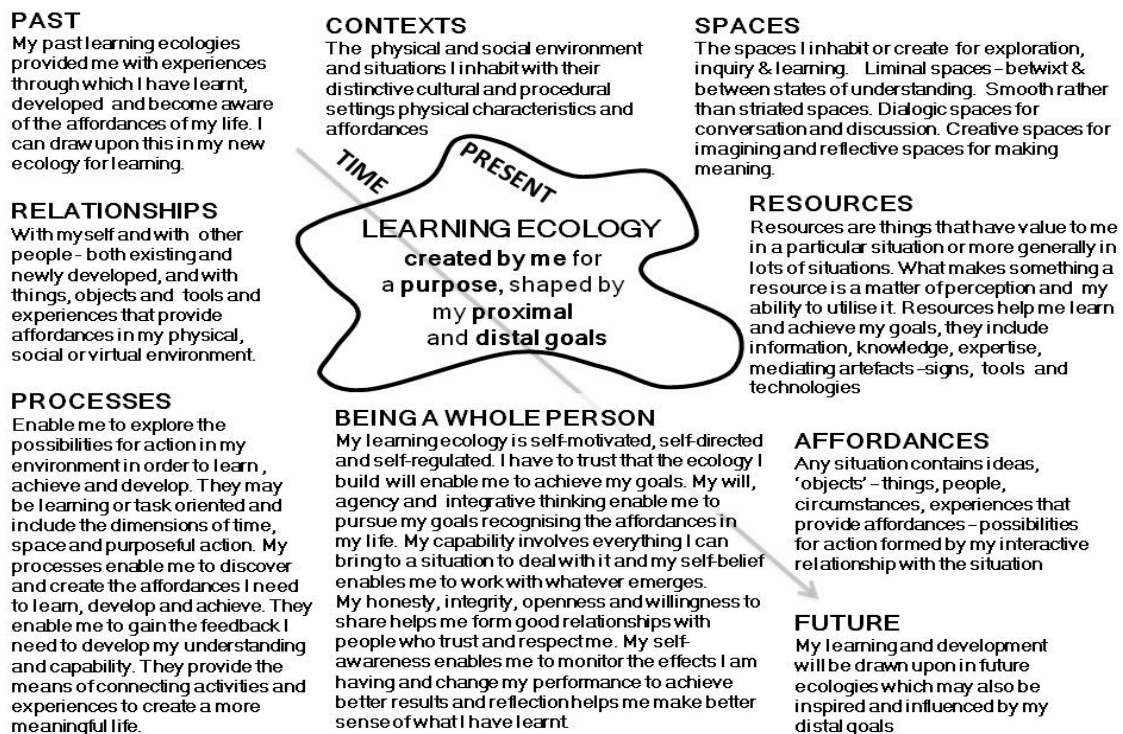 PAST
My past learning ecologies
provided me with experiences
through which I have learnt,
developed and become aware
of the affordances of my life. I
can draw upon this in my new
ecology for learning.
CONTEXTS
The physical and social environment
and situations I inhabit with their
distinctive cultural and procedural
settings physical characteristics and
affordances
SPACES
The spaces I inhabit or create for exploration,
inquiry & learning. Liminal spaces - betwixt &
between states of understanding. Smooth rather
than striated spaces. Dialogic spaces for
conversation and discussion. Creative spaces for
imagining and reflective spaces for making
meaning.
TIME
PRESENT
LEARNING ECOLOGY
created by me for
a purpose, shaped by
my proximal
and distal goals
RELATIONSHIPS
With myself and with other
people - both existing and
newly developed, and with
things, objects and tools and
experiences that provide
affordances in my physical,
social or virtual environment.
RESOURCES
Resources are things that have value to me
in a particular situation or more generally in
lots of situations. What makes something a
resource is a matter of perception and my
ability to utilise it. Resources help me learn
and achieve my goals, they include
information, knowledge, expertise,
mediating artefacts -signs, tools and
technologies
PROCESSES
Enable me to explore the
possibilities for action in my
environment in order to learn ,
achieve and develop. They may
be learning or task oriented and
include the dimensions of time,
space and purposeful action. My
processes enable me to discover
and create the affordances I need
to learn, develop and achieve. They
enable me to gain the feedback I
need to develop my understanding
and capability. They provide the
means of connecting activities and
experiences to create a more
meaningful life.
BEING A WHOLE PERSON
My learning ecology is self-motivated, self-directed
and self-regulated. I have to trust that the ecology I
build will enable me to achieve my goals. My will,
agency and integrative thinking enable me to
pursue my goals recognising the affordances in
my life. My capability involves everything I can
bring to a situation to deal with it and my self-belief
enables me to work with whatever emerges.
My honesty, integrity, openness and willingness to
share helps me form good relationships with
people who trust and respect me. My self-
awareness enables me to monitor the effects I am
having and change my performance to achieve
better results and reflection helps me make better
sense of what I have learnt.
AFFORDANCES
Any situation contains ideas,
'objects' - things, people,
circumstances, experiences that
provide affordances - possibilities
for action formed by my interactive
relationship with the situation
FUTURE
My learning and development
will be drawn upon in future
ecologies which may also be
inspired and influenced by my
distal goals